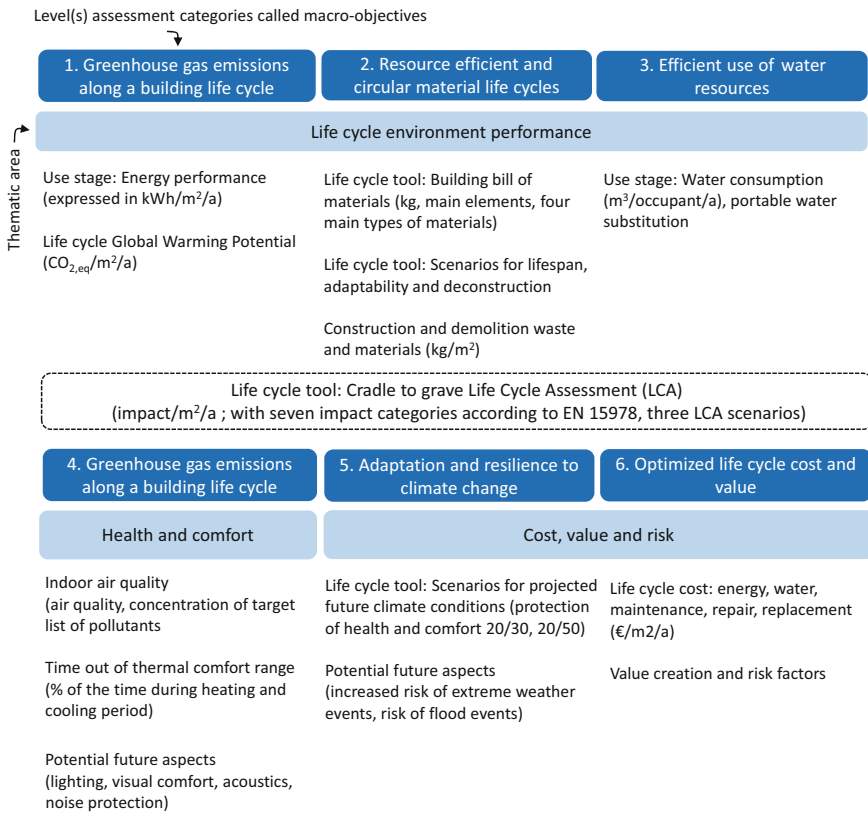 Level(s) assessment categories called macro-objectives
1. Greenhouse gas emissions
along a building life cycle
2. Resource efficient and
circular material life cycles
3. Efficient use of water
resources
Thematic area
Life cycle environment performance
Use stage: Energy performance
(expressed in kWh/m²/a)
Life cycle Global Warming Potential
(CO₂,eq/m²/a)
Life cycle tool: Building bill of
materials (kg, main elements, four
main types of materials)
Life cycle tool: Scenarios for lifespan,
adaptability and deconstruction
Construction and demolition waste
and materials (kg/m²)
Use stage: Water consumption
(m³/occupant/a), portable water
substitution
Life cycle tool: Cradle to grave Life Cycle Assessment (LCA)
(impact/m²/a ; with seven impact categories according to EN 15978, three LCA scenarios)
4. Greenhouse gas emissions
along a building life cycle
5. Adaptation and resilience to
climate change
6. Optimized life cycle cost and
value
Health and comfort
Cost, value and risk
Indoor air quality
(air quality, concentration of target
list of pollutants
Time out of thermal comfort range
(% of the time during heating and
cooling period)
Potential future aspects
(lighting, visual comfort, acoustics,
noise protection)
Life cycle tool: Scenarios for projected
future climate conditions (protection
of health and comfort 20/30, 20/50)
Potential future aspects
(increased risk of extreme weather
events, risk of flood events)
Life cycle cost: energy, water,
maintenance, repair, replacement
(€/m2/a)
Value creation and risk factors